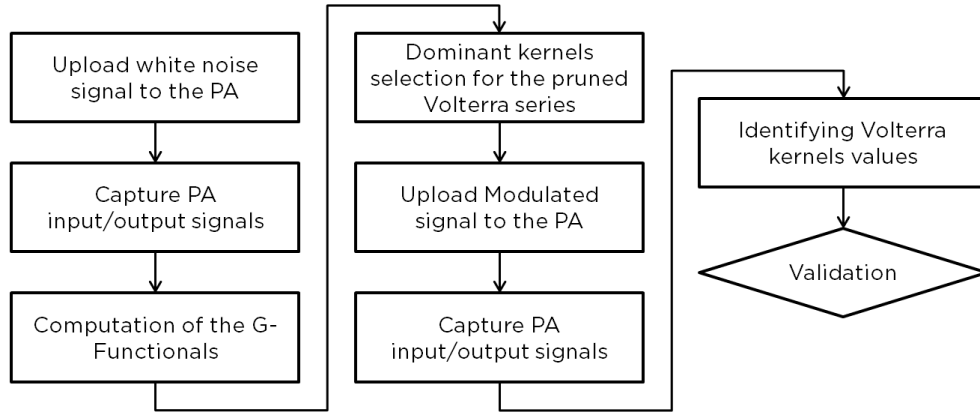 Upload white noise
signal to the PA
Capture PA
input/output signals
Computation of the G-
Functionals
Dominant kernels
selection for the pruned
Volterra series
Upload Modulated
signal to the PA
Capture PA
input/output signals
Identifying Volterra
kernels values
Validation